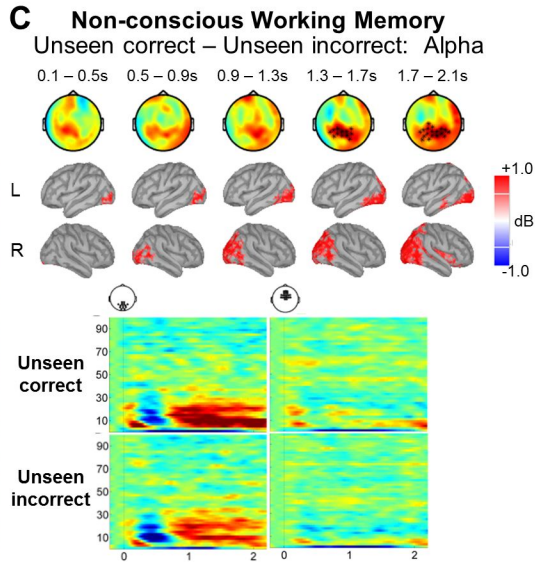 C Non-conscious Working Memory
Unseen correct – Unseen incorrect: Alpha
0.1 – 0.5s 0.5 – 0.9s 0.9 – 1.3s 1.3 – 1.7s 1.7 – 2.1s
L
R
+1.0
dB
-1.0
Unseen
correct
90
70
50
30
10
Unseen
incorrect
90
70
50
30
10
0 1 2 0 1 2